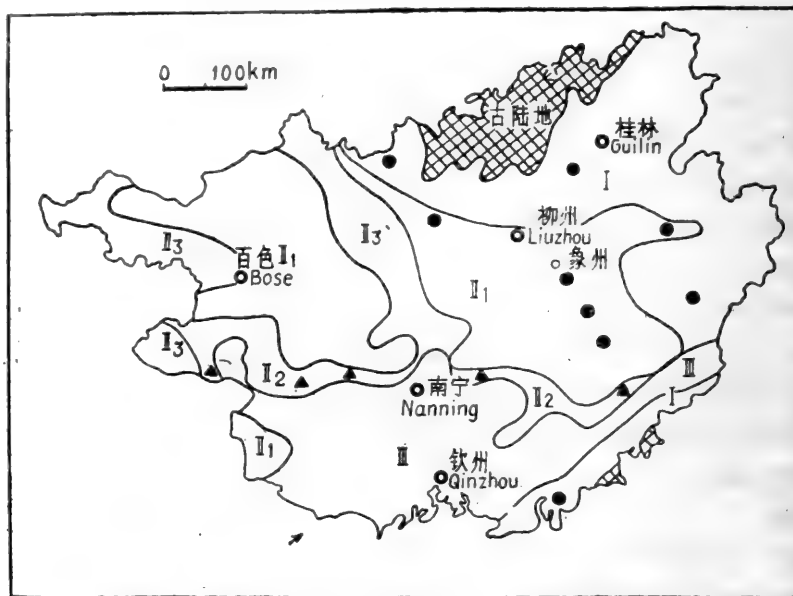 0 100km
古陆地
桂林
Guilin
I
柳州
Liuzhou
象州
II3
II3
百色 II1
Bose
II1
II3
II2
南宁
Nanning
II2
III
I
II1
III
钦州
Qinzhou